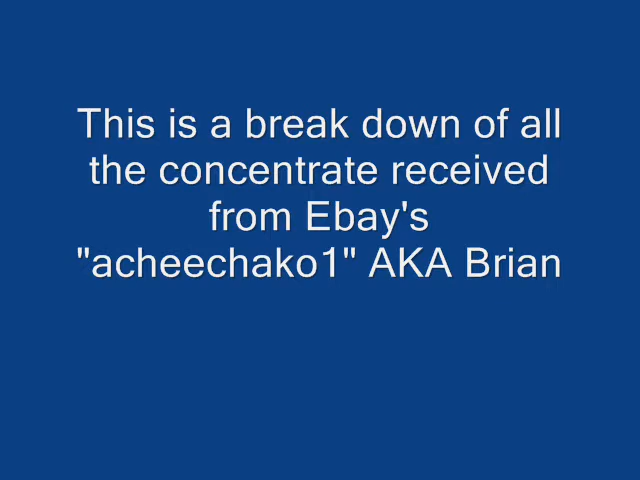 This is a break down of all
the concentrate received
from Ebay's
"acheechako1" AKA Brian